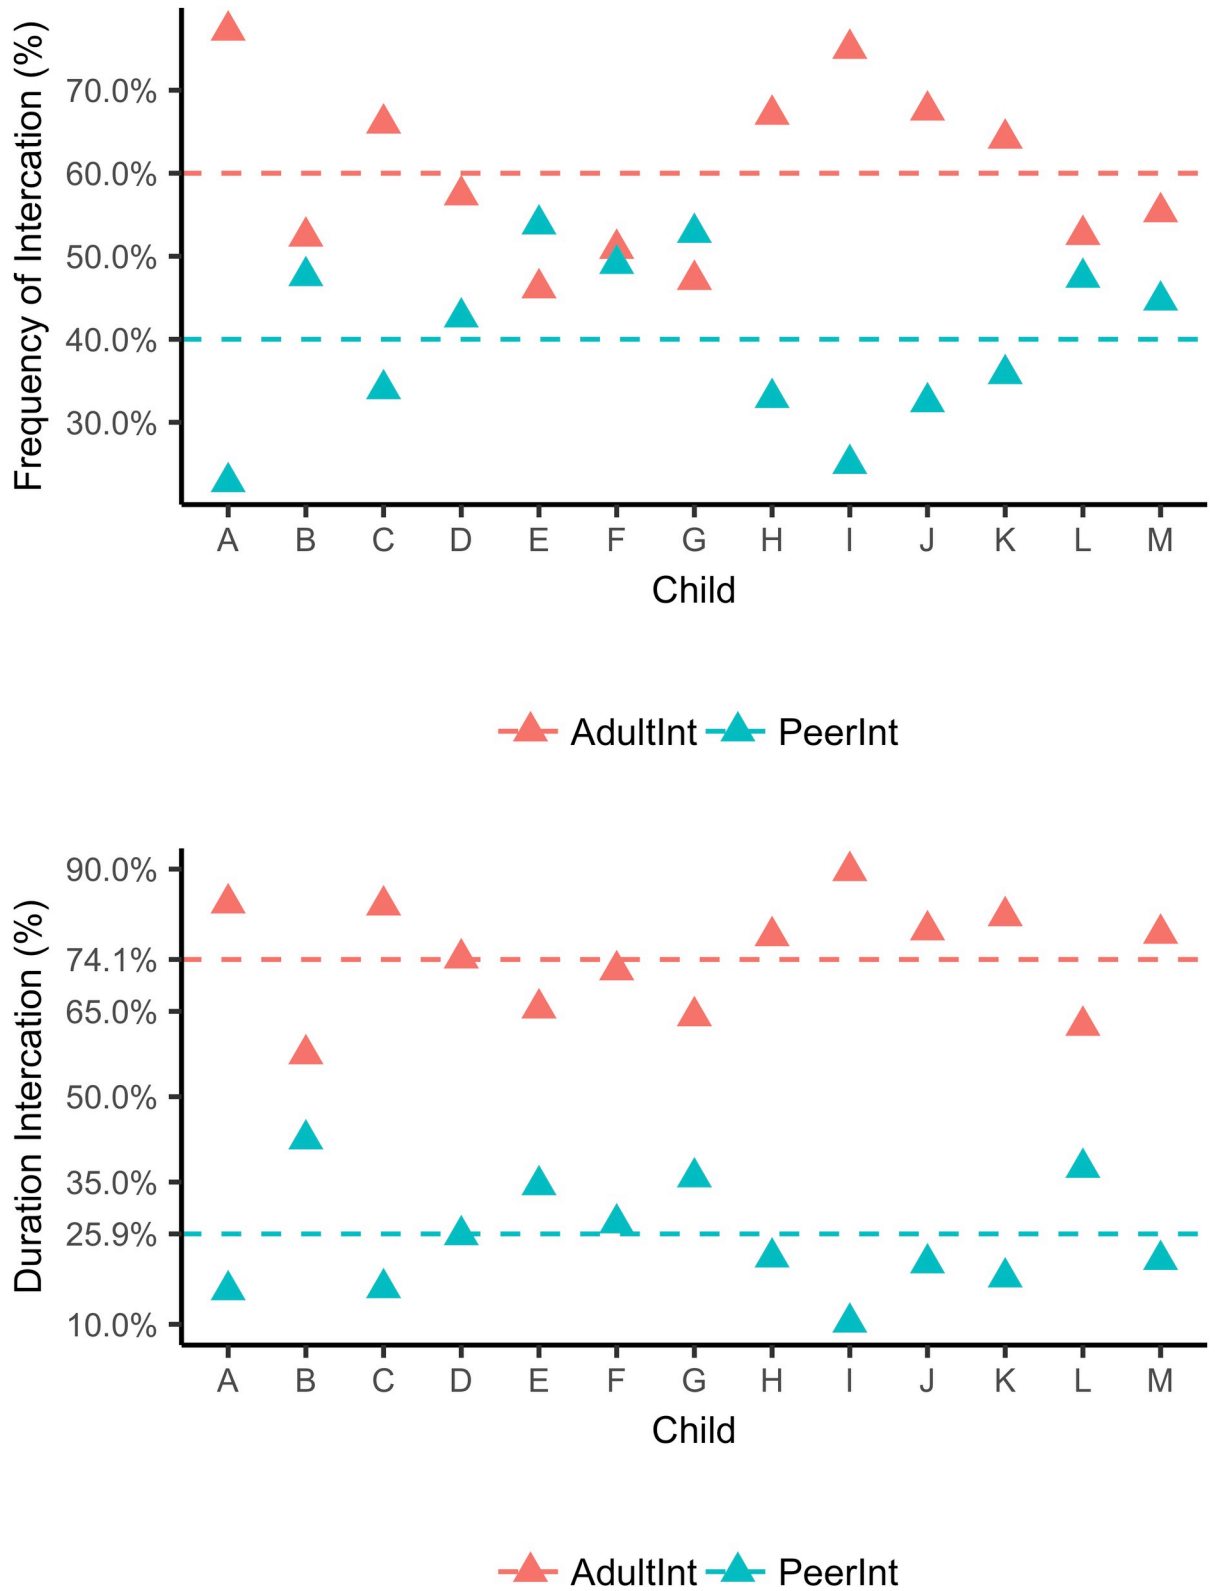 Frequency of Intercation (%)
70.0%
60.0%
50.0%
40.0%
30.0%
A B C D E F G H I J K L M
Child
AdultInt PeerInt
Duration Intercation (%)
90.0%
74.1%
65.0%
50.0%
35.0%
25.9%
10.0%
A B C D E F G H I J K L M
Child
AdultInt PeerInt